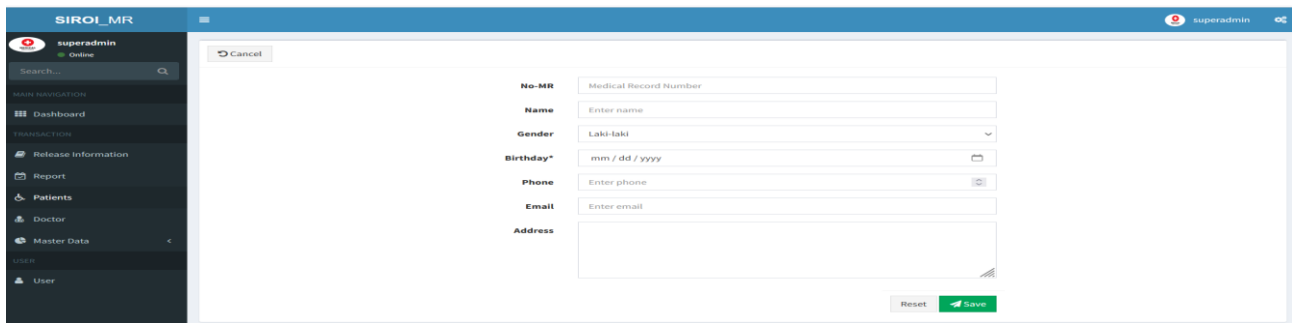 SIROI_MR
superadmin
superadmin
Online
Search...
MAIN NAVIGATION
Dashboard
TRANSACTION
Release Information
Report
Patients
Doctor
Master Data
USER
User
Cancel
No-MR Medical Record Number
Name Enter name
Gender Laki-laki
Birthday* mm / dd / yyyy
Phone Enter phone
Email Enter email
Address
Reset Save